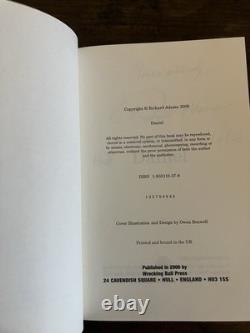 Copyright © Richard Adams 2006
Daniel
All rights reserved. No part of this book may be reproduced,
stored in a retrieval system, or transmitted, in any form or
by means, electronic, mechanical, photocopying, recording or
otherwise, without the prior permission of both the author
and the publisher.
ISBN
Cover Illustration and Design by Owen Benwell
Printed and bound in the UK
Published in 2006 by
Wrecking Ball Press
24 CAVENDISH SQUARE • HULL • ENGLAND • HU3 1SS